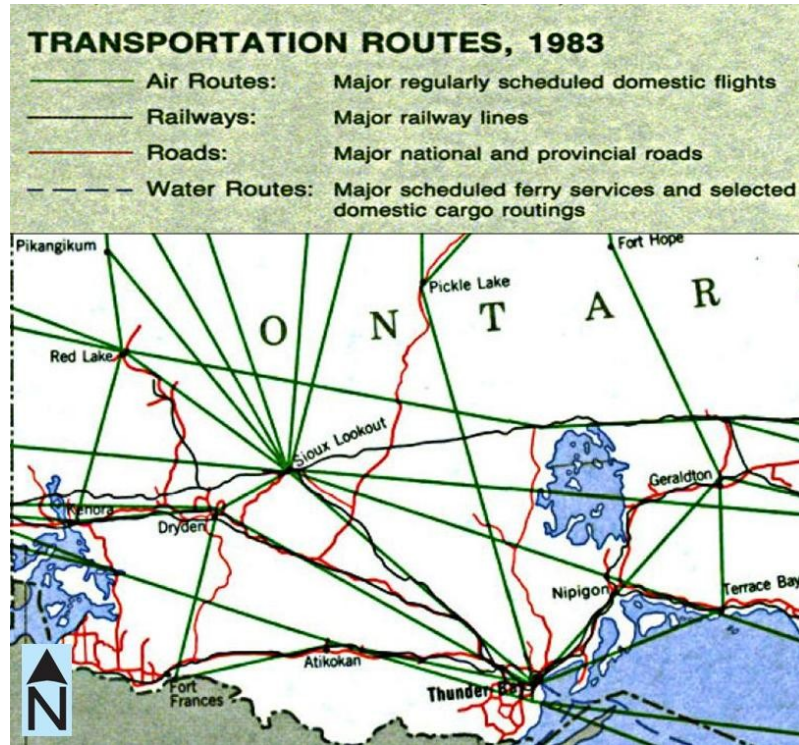 TRANSPORTATION ROUTES, 1983
Air Routes: Major regularly scheduled domestic flights
Railways: Major railway lines
Roads: Major national and provincial roads
Water Routes: Major scheduled ferry services and selected
domestic cargo routings
Pikangikum
Fort Hope
Pickle Lake
O N T A R
Red Lake
Sioux Lookout
Geraldton
Kenora
Dryden
Nipigon
Terrace Bay
Atikokan
Thunder Bay
Fort
Frances
N